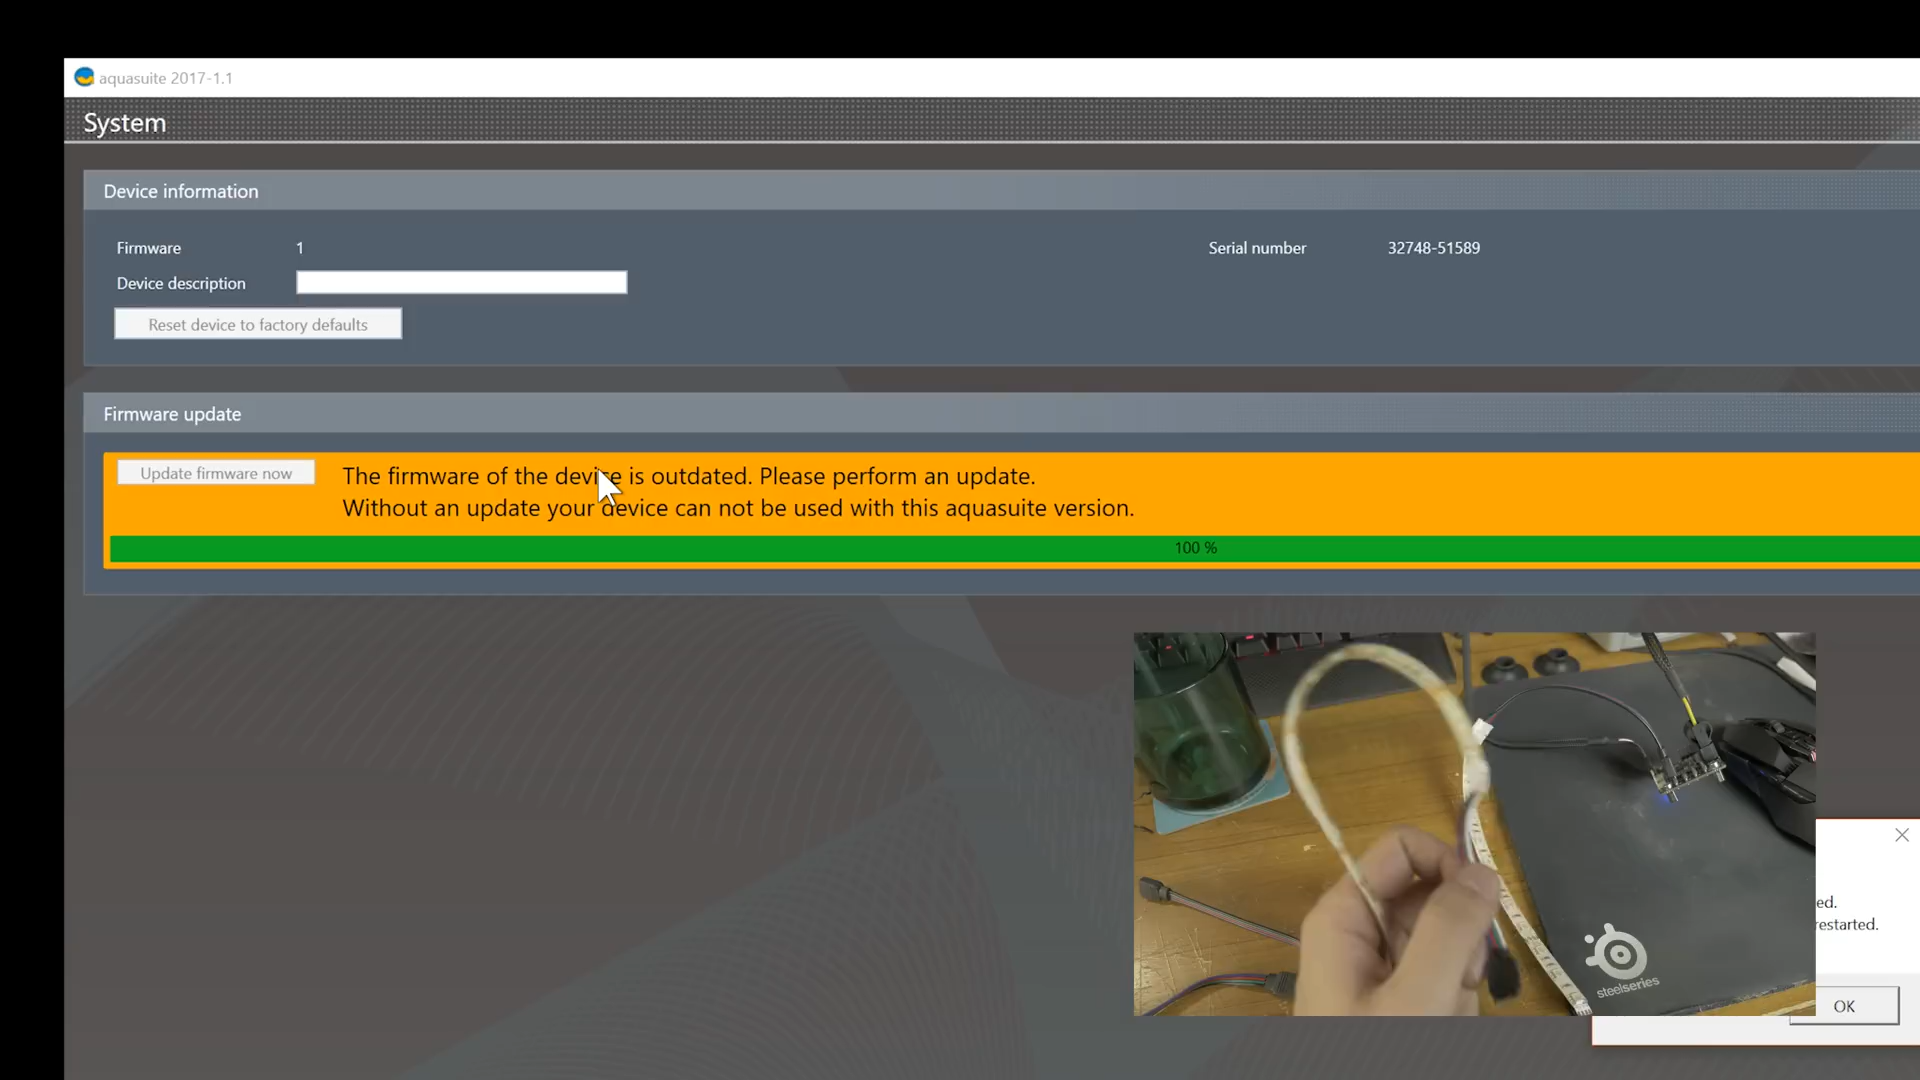 aquasuite 2017-1.1
System
Device information
Firmware 1 Serial number 32748-51589
Device description
Reset device to factory defaults
Firmware update
Update firmware now
The firmware of the device is outdated. Please perform an update.
Without an update your device can not be used with this aquasuite version.
100 %
ed.
restarted.
OK
steelseries